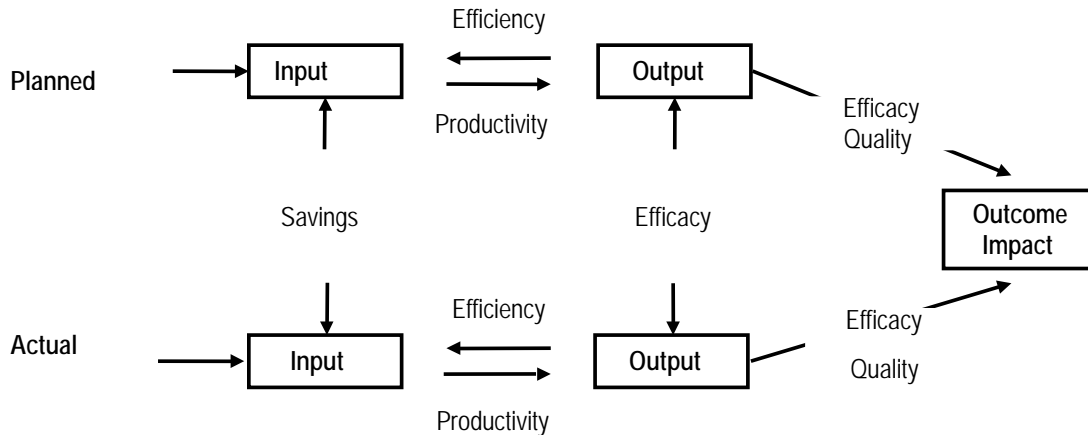 Efficiency
Planned
Input
Output
Productivity
Efficacy
Quality
Savings
Efficacy
Outcome
Impact
Efficiency
Efficacy
Actual
Input
Output
Quality
Productivity